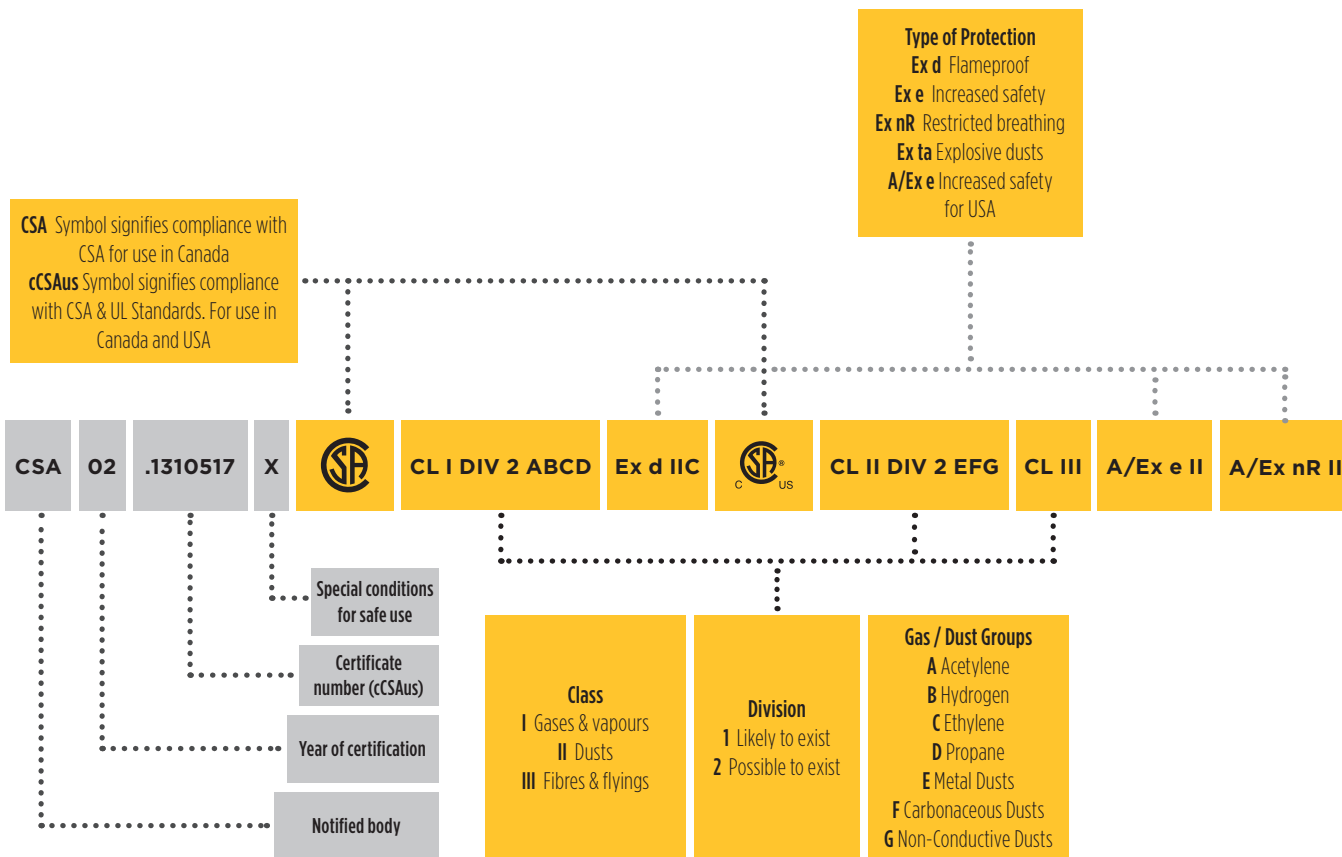 Type of Protection
Ex d Flameproof
Ex e Increased safety
Ex nR Restricted breathing
Ex ta Explosive dusts
A/Ex e Increased safety
for USA
CSA Symbol signifies compliance with
CSA for use in Canada
cCSAus Symbol signifies compliance
with CSA & UL Standards. For use in
Canada and USA
CSA 02 .1310517 X SA CL I DIV 2 ABCD Ex d IIC C SA ® US CL II DIV 2 EFG CL III A/Ex e II A/Ex nR II
Special conditions
for safe use
Certificate
number (cCSAus)
Year of certification
Notified body
Class
I Gases & vapours
II Dusts
III Fibres & flyings
Division
1 Likely to exist
2 Possible to exist
Gas / Dust Groups
A Acetylene
B Hydrogen
C Ethylene
D Propane
E Metal Dusts
F Carbonaceous Dusts
G Non-Conductive Dusts